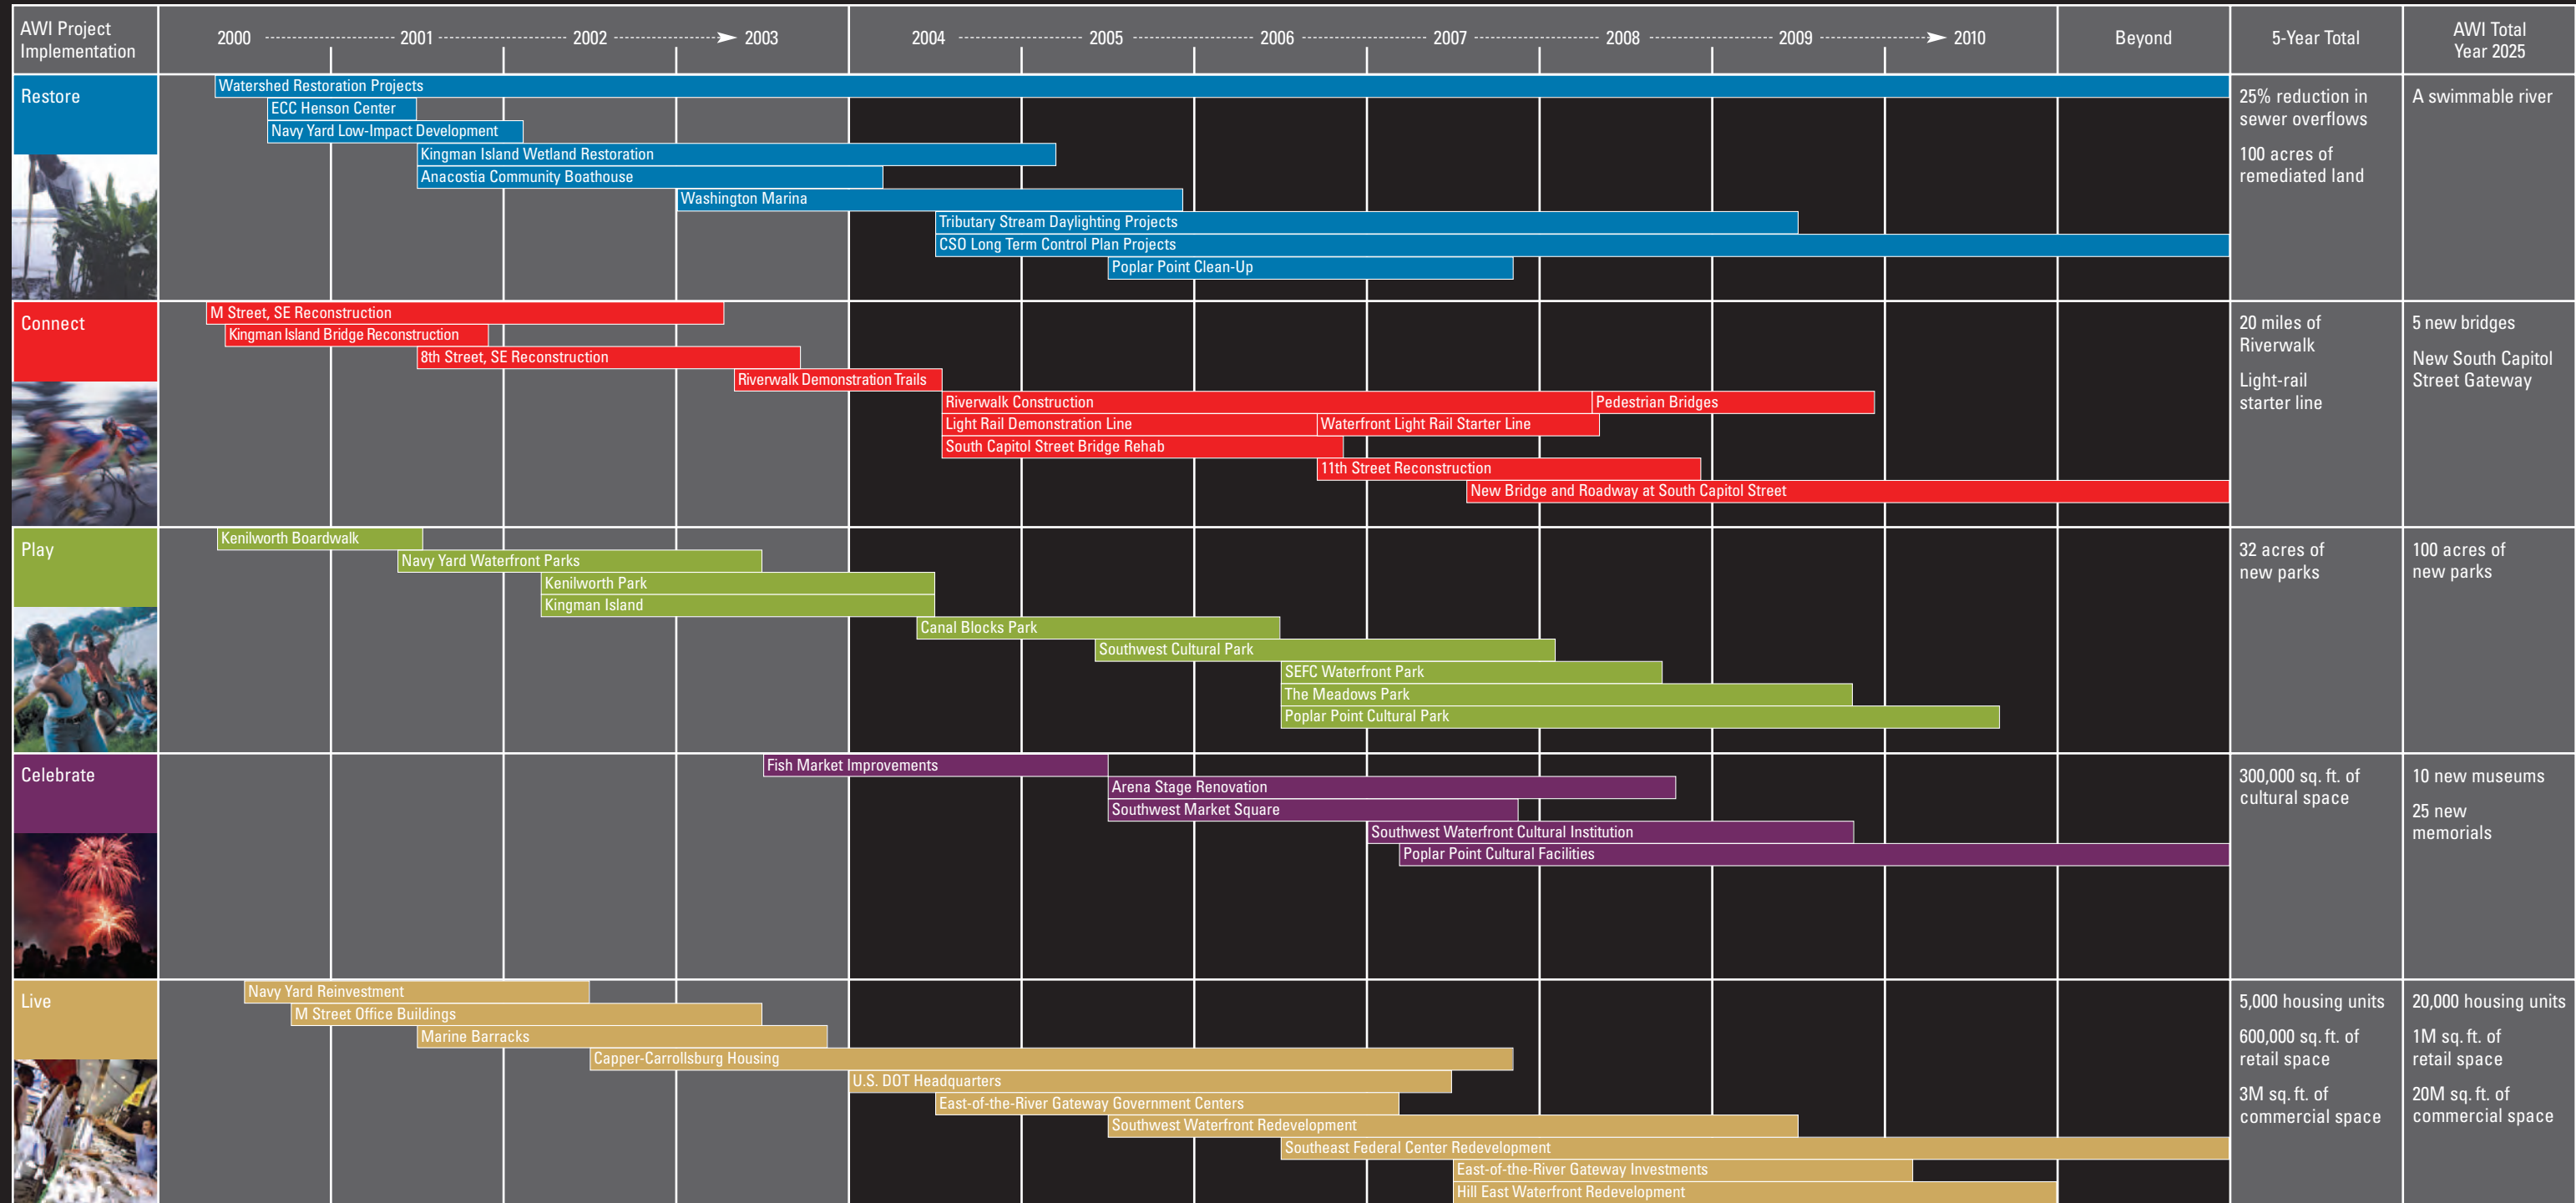 AWI Project
Implementation
2000 2001 2002 2003 2004 2005 2006 2007 2008 2009 2010 Beyond 5-Year Total
AWI Total
Year 2025
Restore
Watershed Restoration Projects
ECC Henson Center
Navy Yard Low-Impact Development
Kingman Island Wetland Restoration
Anacostia Community Boathouse
Washington Marina
Tributary Stream Daylighting Projects
CSO Long Term Control Plan Projects
Poplar Point Clean-Up
25% reduction in
sewer overflows
100 acres of
remediated land
A swimmable river
Connect
M Street, SE Reconstruction
Kingman Island Bridge Reconstruction
8th Street, SE Reconstruction
Riverwalk Demonstration Trails
Riverwalk Construction Pedestrian Bridges
Light Rail Demonstration Line Waterfront Light Rail Starter Line
South Capitol Street Bridge Rehab
11th Street Reconstruction
New Bridge and Roadway at South Capitol Street
20 miles of
Riverwalk
Light-rail
starter line
5 new bridges
New South Capitol
Street Gateway
Play
Kenilworth Boardwalk
Navy Yard Waterfront Parks
Kenilworth Park
Kingman Island
Canal Blocks Park
Southwest Cultural Park
SEFC Waterfront Park
The Meadows Park
Poplar Point Cultural Park
32 acres of
new parks
100 acres of
new parks
Celebrate
Fish Market Improvements
Arena Stage Renovation
Southwest Market Square
Southwest Waterfront Cultural Institution
Poplar Point Cultural Facilities
300,000 sq. ft. of
cultural space
10 new museums
25 new
memorials
Live
Navy Yard Reinvestment
M Street Office Buildings
Marine Barracks
Capper-Carrollsburg Housing
U.S. DOT Headquarters
East-of-the-River Gateway Government Centers
Southwest Waterfront Redevelopment
Southeast Federal Center Redevelopment
East-of-the-River Gateway Investments
Hill East Waterfront Redevelopment
5,000 housing units
600,000 sq. ft. of
retail space
3M sq. ft. of
commercial space
20,000 housing units
1M sq. ft. of
retail space
20M sq. ft. of
commercial space